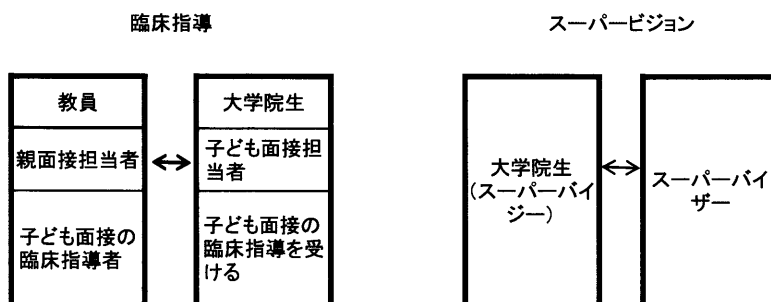 臨床指導
スーパービジョン
教員
親面接担当者
子ども面接の
臨床指導者
大学院生
子ども面接担
当者
子ども面接の
臨床指導を受
ける
大学院生
(スーパーバイ
ジー)
スーパーバイ
ザー